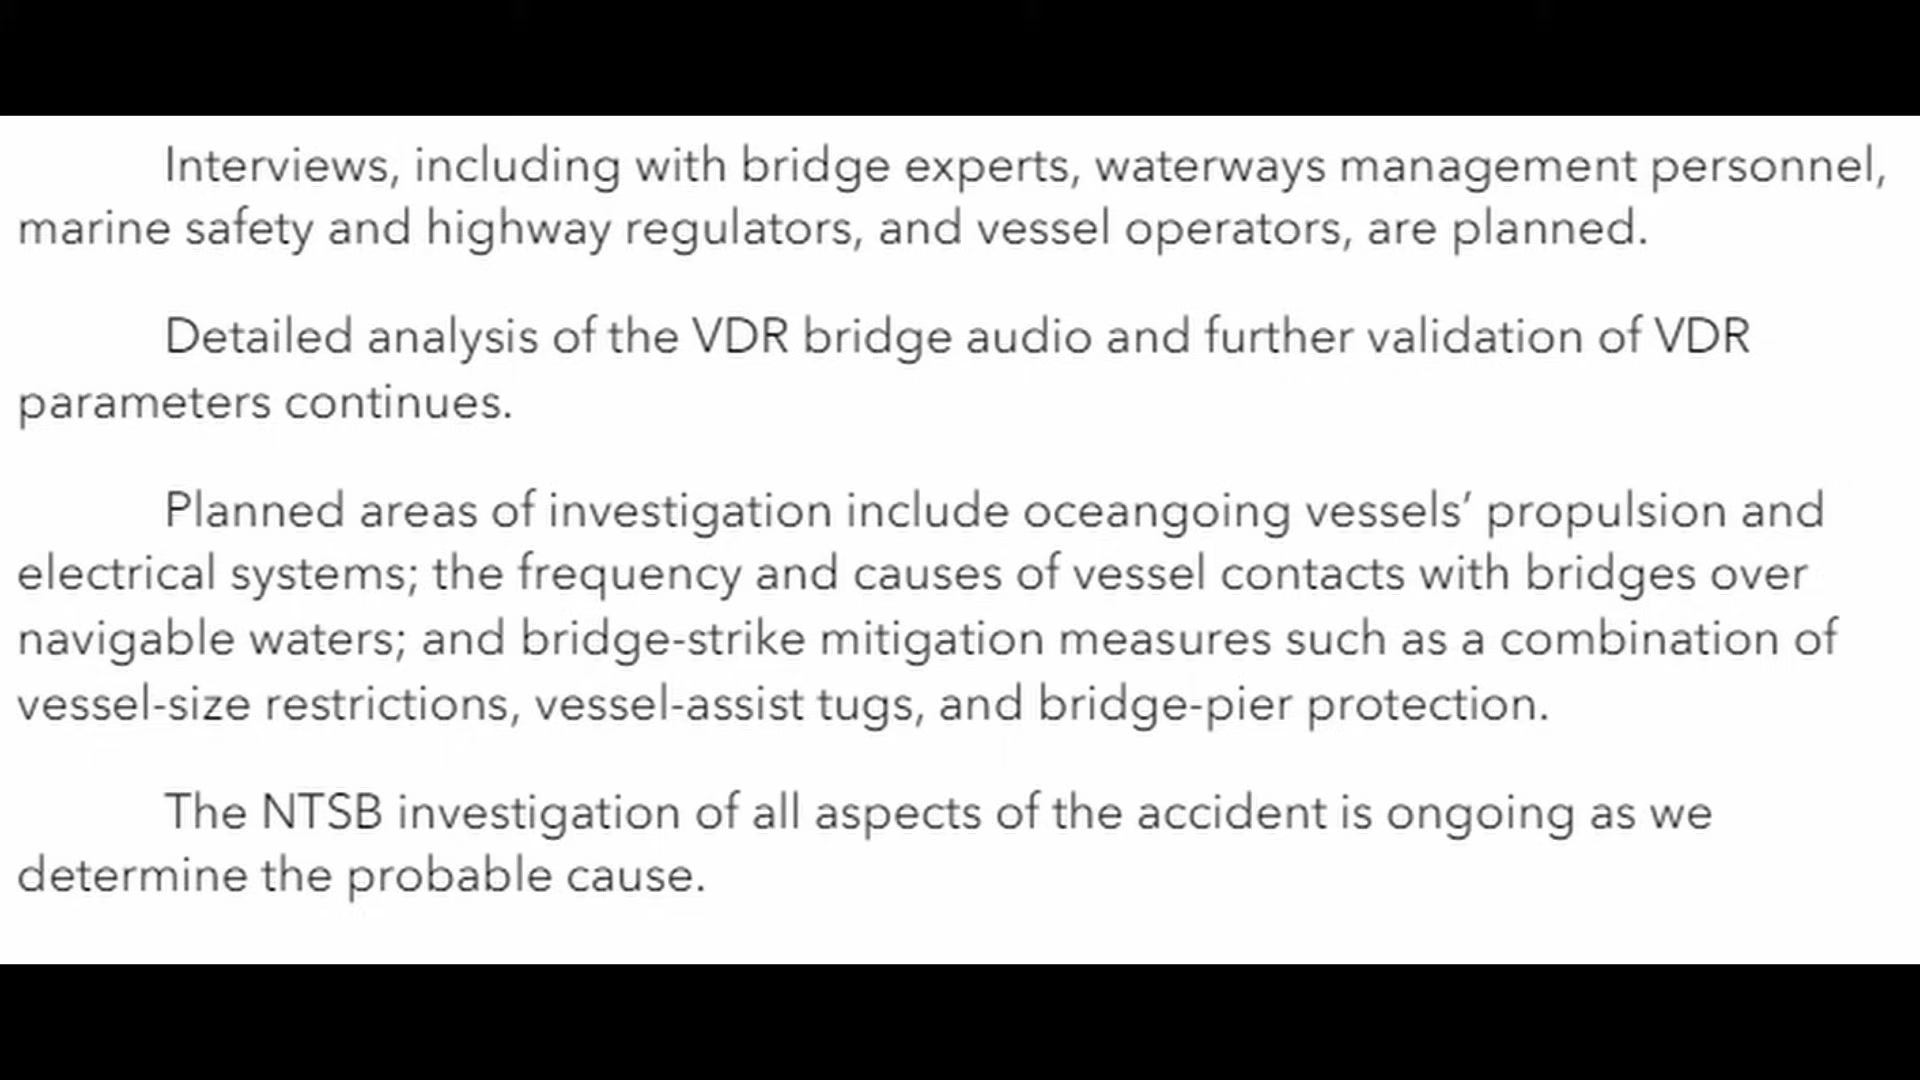 Interviews, including with bridge experts, waterways management personnel,
marine safety and highway regulators, and vessel operators, are planned.
Detailed analysis of the VDR bridge audio and further validation of VDR
parameters continues.
Planned areas of investigation include oceangoing vessels’ propulsion and
electrical systems; the frequency and causes of vessel contacts with bridges over
navigable waters; and bridge-strike mitigation measures such as a combination of
vessel-size restrictions, vessel-assist tugs, and bridge-pier protection.
The NTSB investigation of all aspects of the accident is ongoing as we
determine the probable cause.